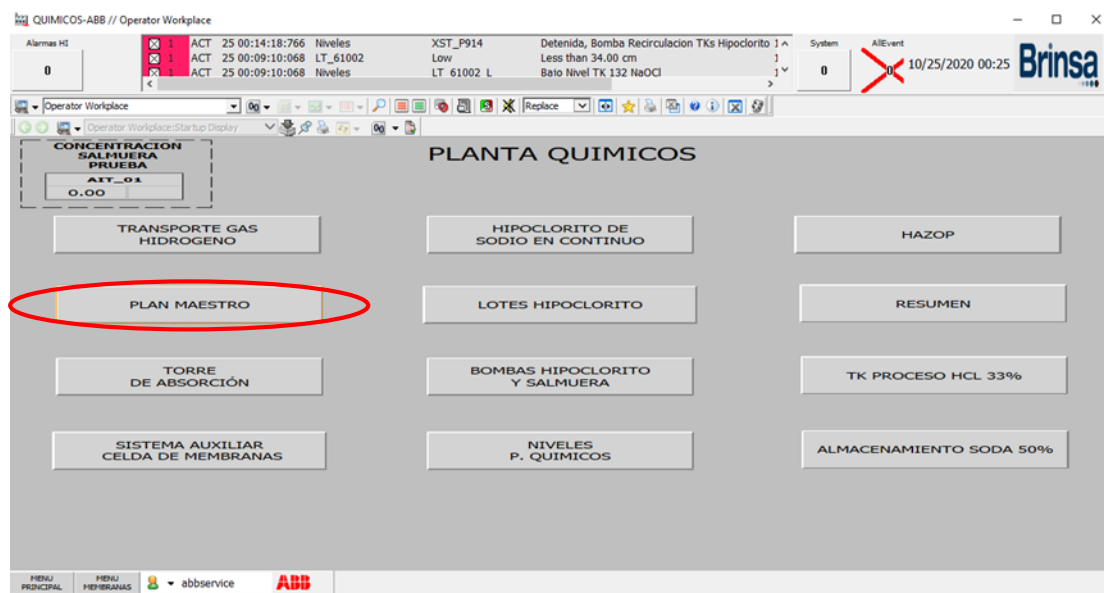 QUIMICOS-ABB // Operator Workplace
Alarmas HI
0
1 ACT 25 00:14:18:766 Niveles XST_P914 Detenida, Bomba Recirculacion TKs Hipoclorito 1
1 ACT 25 00:09:10:068 LT_61002 Low Less than 34.00 cm 1
1 ACT 25 00:09:10:068 Niveles LT_61002_L Bajo Nivel TK 132 NaOCl 1
System
0
AllEvent
0
10/25/2020 00:25
Brinsa
Operator Workplace
Replace
Operator Workplace:Startup Display
CONCENTRACION
SALMUERA
PRUEBA
AIT_01
0.00
PLANTA QUIMICOS
TRANSPORTE GAS
HIDROGENO
HIPOCLORITO DE
SODIO EN CONTINUO
HAZOP
PLAN MAESTRO
LOTES HIPOCLORITO
RESUMEN
TORRE
DE ABSORCIÓN
BOMBAS HIPOCLORITO
Y SALMUERA
TK PROCESO HCL 33%
SISTEMA AUXILIAR
CELDA DE MEMBRANAS
NIVELES
P. QUIMICOS
ALMACENAMIENTO SODA 50%
MENU
PRINCIPAL
MENU
MEMBRANAS
abbservice
ABB